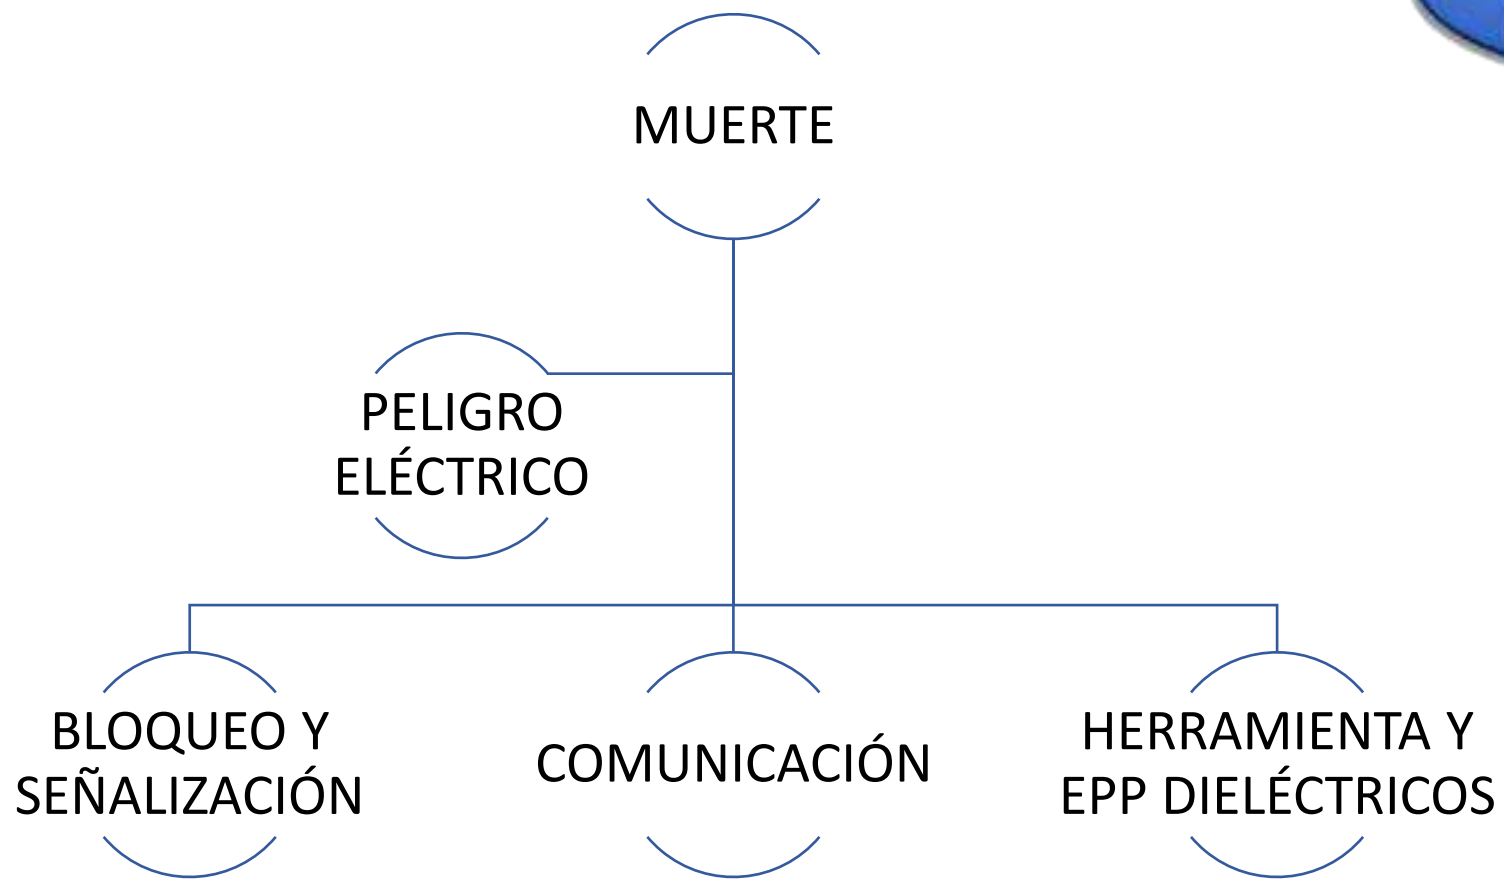 MUERTE
PELIGRO
ELÉCTRICO
BLOQUEO Y
SEÑALIZACIÓN
COMUNICACIÓN
HERRAMIENTA Y
EPP DIELÉCTRICOS